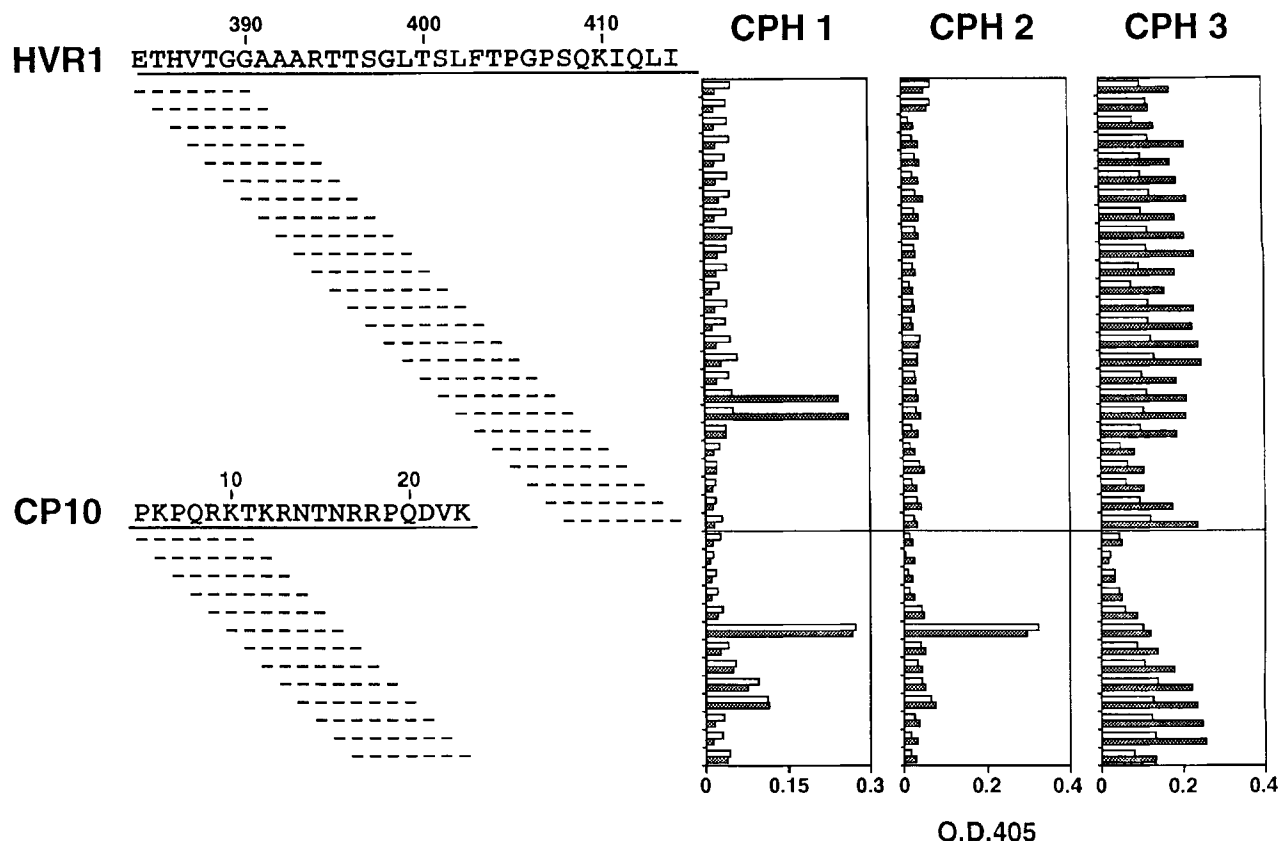 390 400 410
CPH 1 CPH 2 CPH 3
HVR1 ETHVTGGAAARTTSGLTSLFTPGPSQKIQLI
10 20
CP10 PKPQRKTKRNTNRRPQDVK
0 0.15 0.3 0 0.2 0.4 0 0.2 0.4
O.D.405